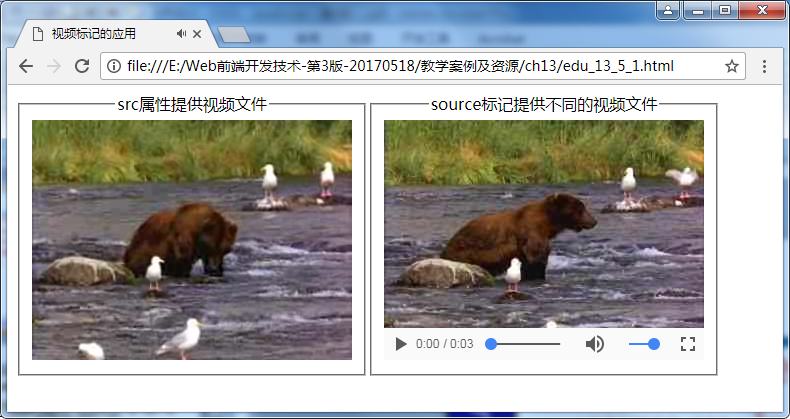 视频标记的应用
file:///E:/Web前端开发技术-第3版-20170518/教学案例及资源/ch13/edu_13_5_1.html
src属性提供视频文件
source标记提供不同的视频文件
0:00 / 0:03